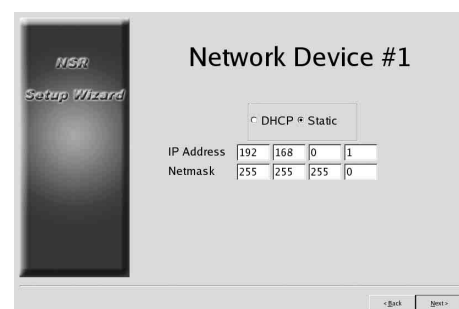 NSR
Setup Wizard
Network Device #1
DHCP Static
IP Address 192 168 0 1
Netmask 255 255 255 0
< Back Next >